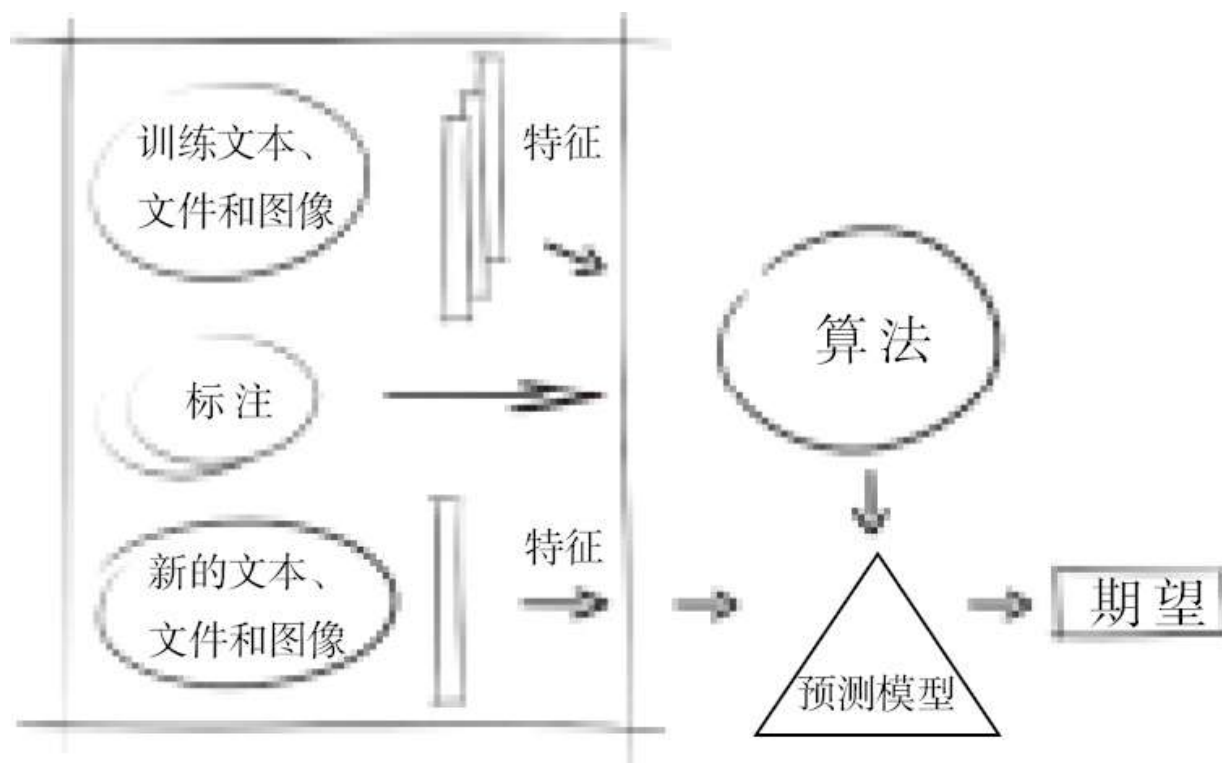 训练文本、
文件和图像
特征
标注
算法
新的文本、
文件和图像
特征
预测模型
期望